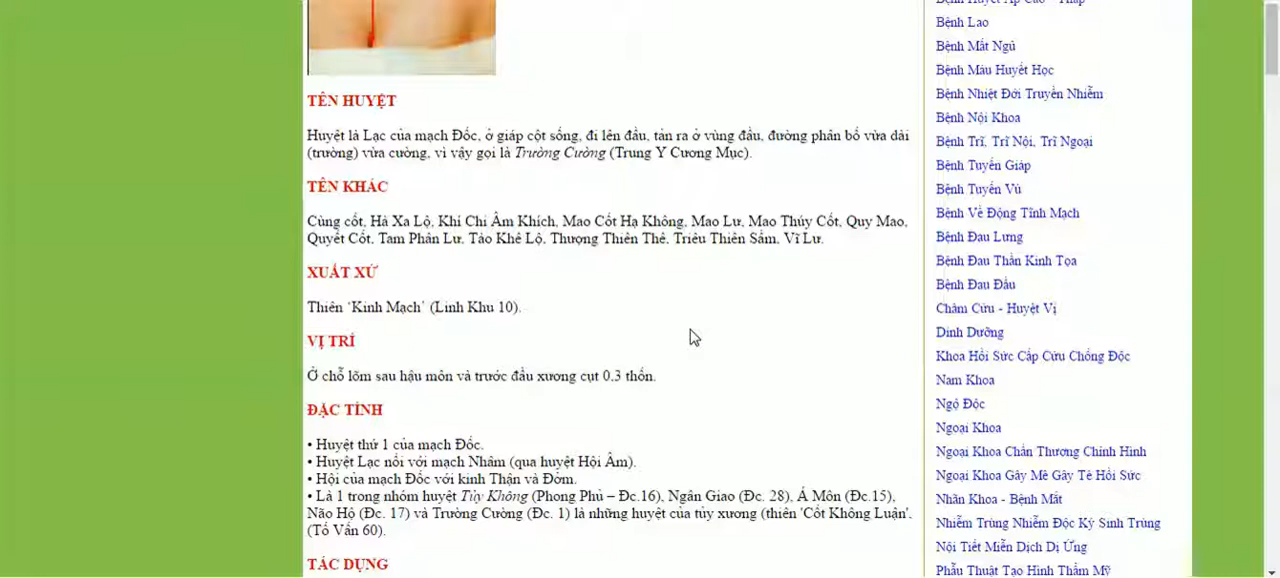 TÊN HUYỆT
Huyệt là Lạc của mạch Đốc, ở giáp cột sống, đi lên đầu, tản ra ở vùng đầu, đường phân bố vừa dài
(trường) vừa cường, vì vậy gọi là Trường Cường (Trung Y Cương Mục).
TÊN KHÁC
Cùng cốt, Hà Xa Lộ, Khí Chi Âm Khích, Mao Cốt Hạ Không, Mao Lư, Mao Thúy Cốt, Quy Mao,
Quyết Cốt, Tam Phân Lư, Tào Khê Lộ, Thượng Thiên Thê, Triêu Thiên Sầm, Vĩ Lư.
XUẤT XỨ
Thiên ‘Kinh Mạch’ (Linh Khu 10).
VỊ TRÍ
Ở chỗ lõm sau hậu môn và trước đầu xương cụt 0.3 thốn.
ĐẶC TÍNH
• Huyệt thứ 1 của mạch Đốc.
• Huyệt Lạc nối với mạch Nhâm (qua huyệt Hội Âm).
• Hội của mạch Đốc với kinh Thận và Đởm.
• Là 1 trong nhóm huyệt Tủy Không (Phong Phủ – Đc.16), Ngân Giao (Đc. 28), Á Môn (Đc.15),
Não Hộ (Đc. 17) và Trường Cường (Đc. 1) là những huyệt của tủy xương (thiên 'Cốt Không Luận'.
(Tố Vấn 60).
TÁC DỤNG
Bệnh Huyết Áp Cao - Thấp
Bệnh Lao
Bệnh Mất Ngủ
Bệnh Máu Huyết Học
Bệnh Nhiệt Đới Truyền Nhiễm
Bệnh Nội Khoa
Bệnh Trĩ, Trĩ Nội, Trĩ Ngoại
Bệnh Tuyến Giáp
Bệnh Tuyến Vú
Bệnh Về Động Tĩnh Mạch
Bệnh Đau Lưng
Bệnh Đau Thần Kinh Tọa
Bệnh Đau Đầu
Châm Cứu - Huyệt Vị
Dinh Dưỡng
Khoa Hồi Sức Cấp Cứu Chống Độc
Nam Khoa
Ngộ Độc
Ngoại Khoa
Ngoại Khoa Chấn Thương Chỉnh Hình
Ngoại Khoa Gây Mê Gây Tê Hồi Sức
Nhãn Khoa - Bệnh Mắt
Nhiễm Trùng Nhiễm Độc Ký Sinh Trùng
Nội Tiết Miễn Dịch Dị Ứng
Phẫu Thuật Tạo Hình Thẩm Mỹ